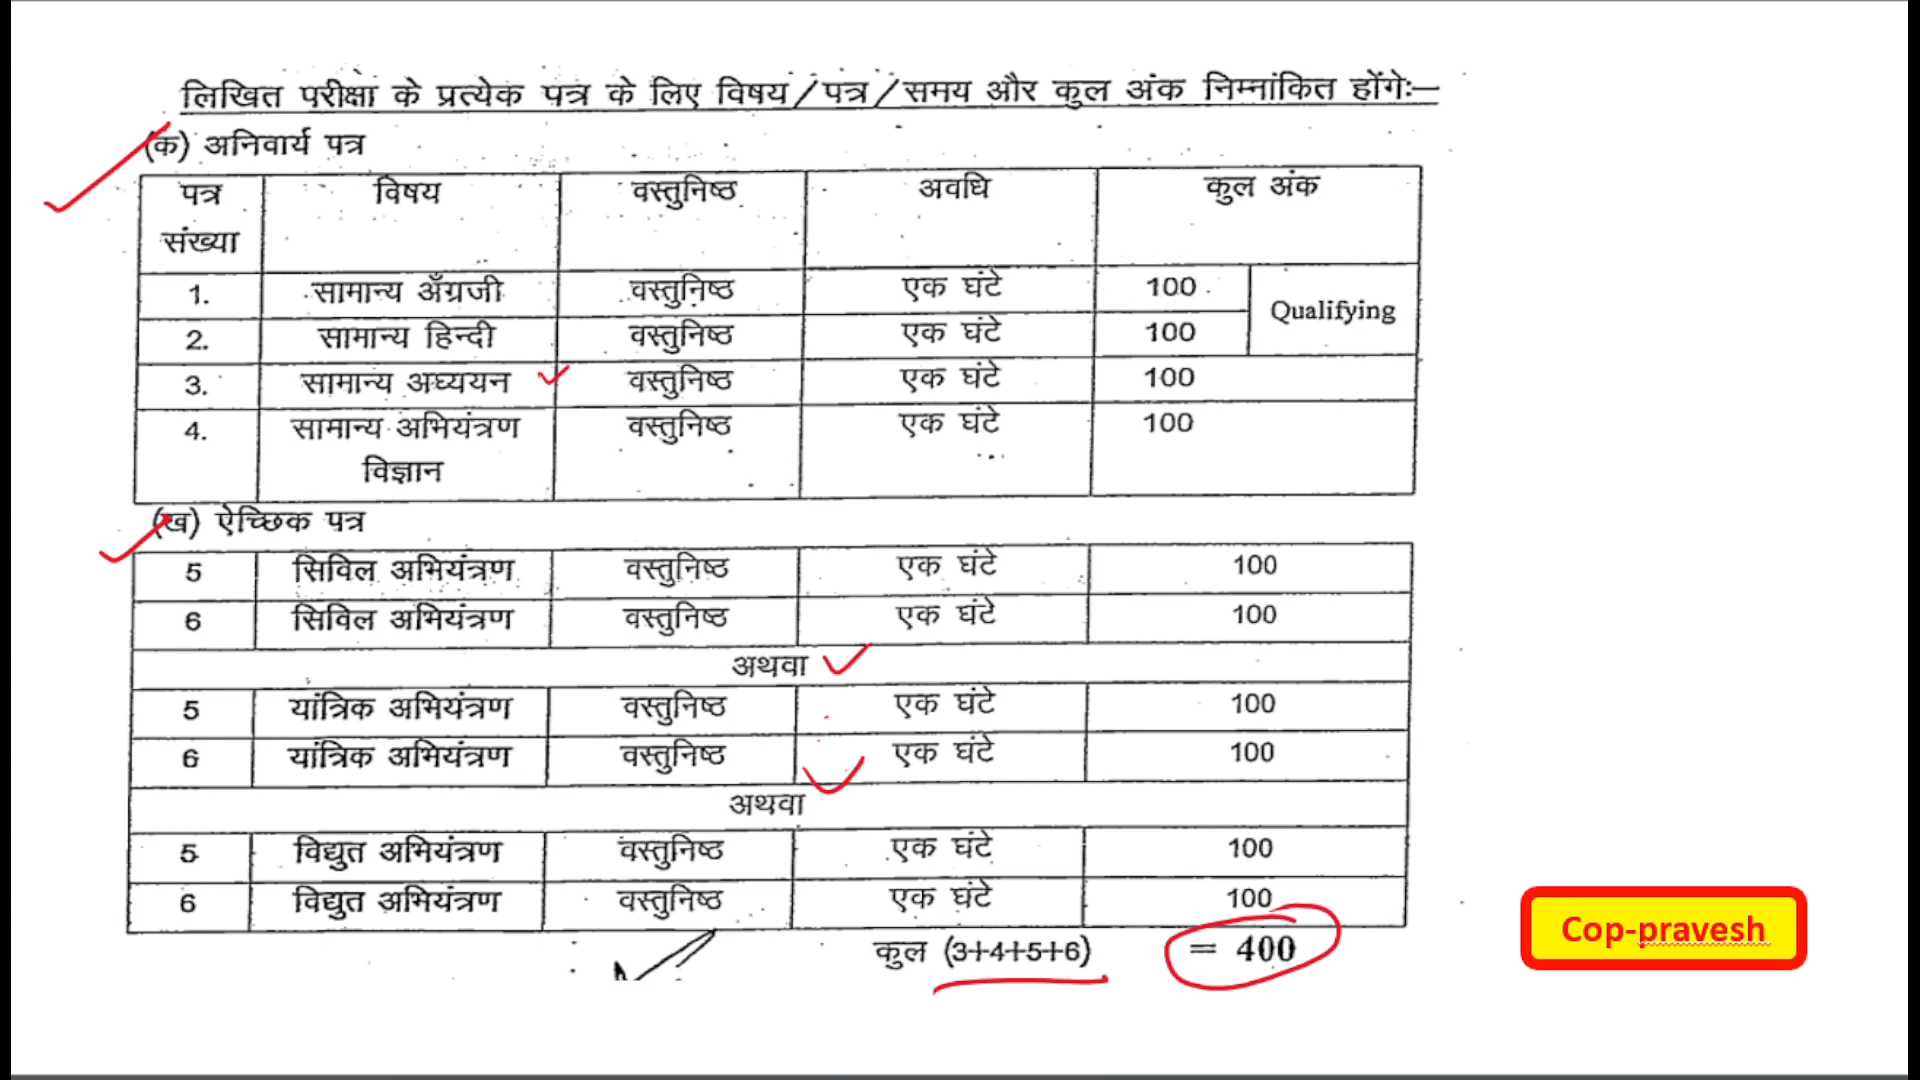 लिखित परीक्षा के प्रत्येक पत्र के लिए विषय/पत्र/समय और कुल अंक निम्नांकित होंगेः—
(क) अनिवार्य पत्र
पत्र संख्या विषय वस्तुनिष्ठ अवधि कुल अंक
1. सामान्य अँग्रजी वस्तुनिष्ठ एक घंटे 100 Qualifying
2. सामान्य हिन्दी वस्तुनिष्ठ एक घंटे 100
3. सामान्य अध्ययन वस्तुनिष्ठ एक घंटे 100
4. सामान्य अभियंत्रण वस्तुनिष्ठ एक घंटे 100
विज्ञान
(ख) ऐच्छिक पत्र
5 सिविल अभियंत्रण वस्तुनिष्ठ एक घंटे 100
6 सिविल अभियंत्रण वस्तुनिष्ठ एक घंटे 100
अथवा
5 यांत्रिक अभियंत्रण वस्तुनिष्ठ एक घंटे 100
6 यांत्रिक अभियंत्रण वस्तुनिष्ठ एक घंटे 100
अथवा
5 विद्युत अभियंत्रण वस्तुनिष्ठ एक घंटे 100
6 विद्युत अभियंत्रण वस्तुनिष्ठ एक घंटे 100
कुल (3+4+5+6) = 400
Cop-pravesh